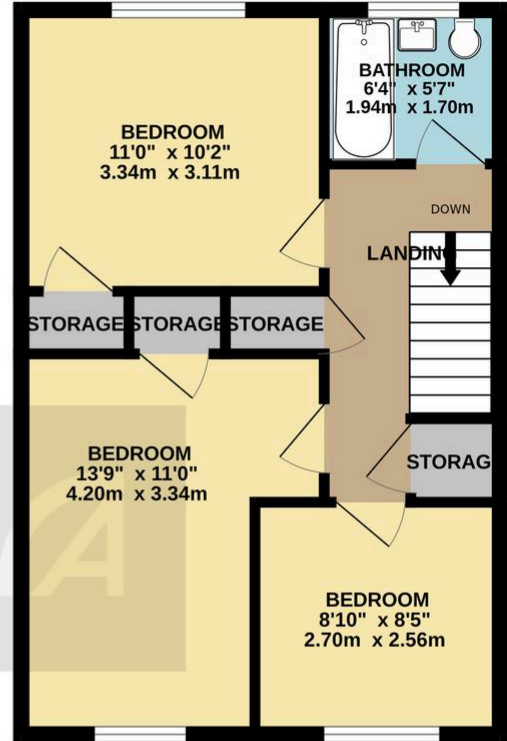 BATHROOM
6'4" x 5'7"
1.94m x 1.70m
BEDROOM
11'0" x 10'2"
3.34m x 3.11m
DOWN
LANDING
STORAGE
STORAGE
STORAGE
BEDROOM
13'9" x 11'0"
4.20m x 3.34m
STORAG
BEDROOM
8'10" x 8'5"
2.70m x 2.56m